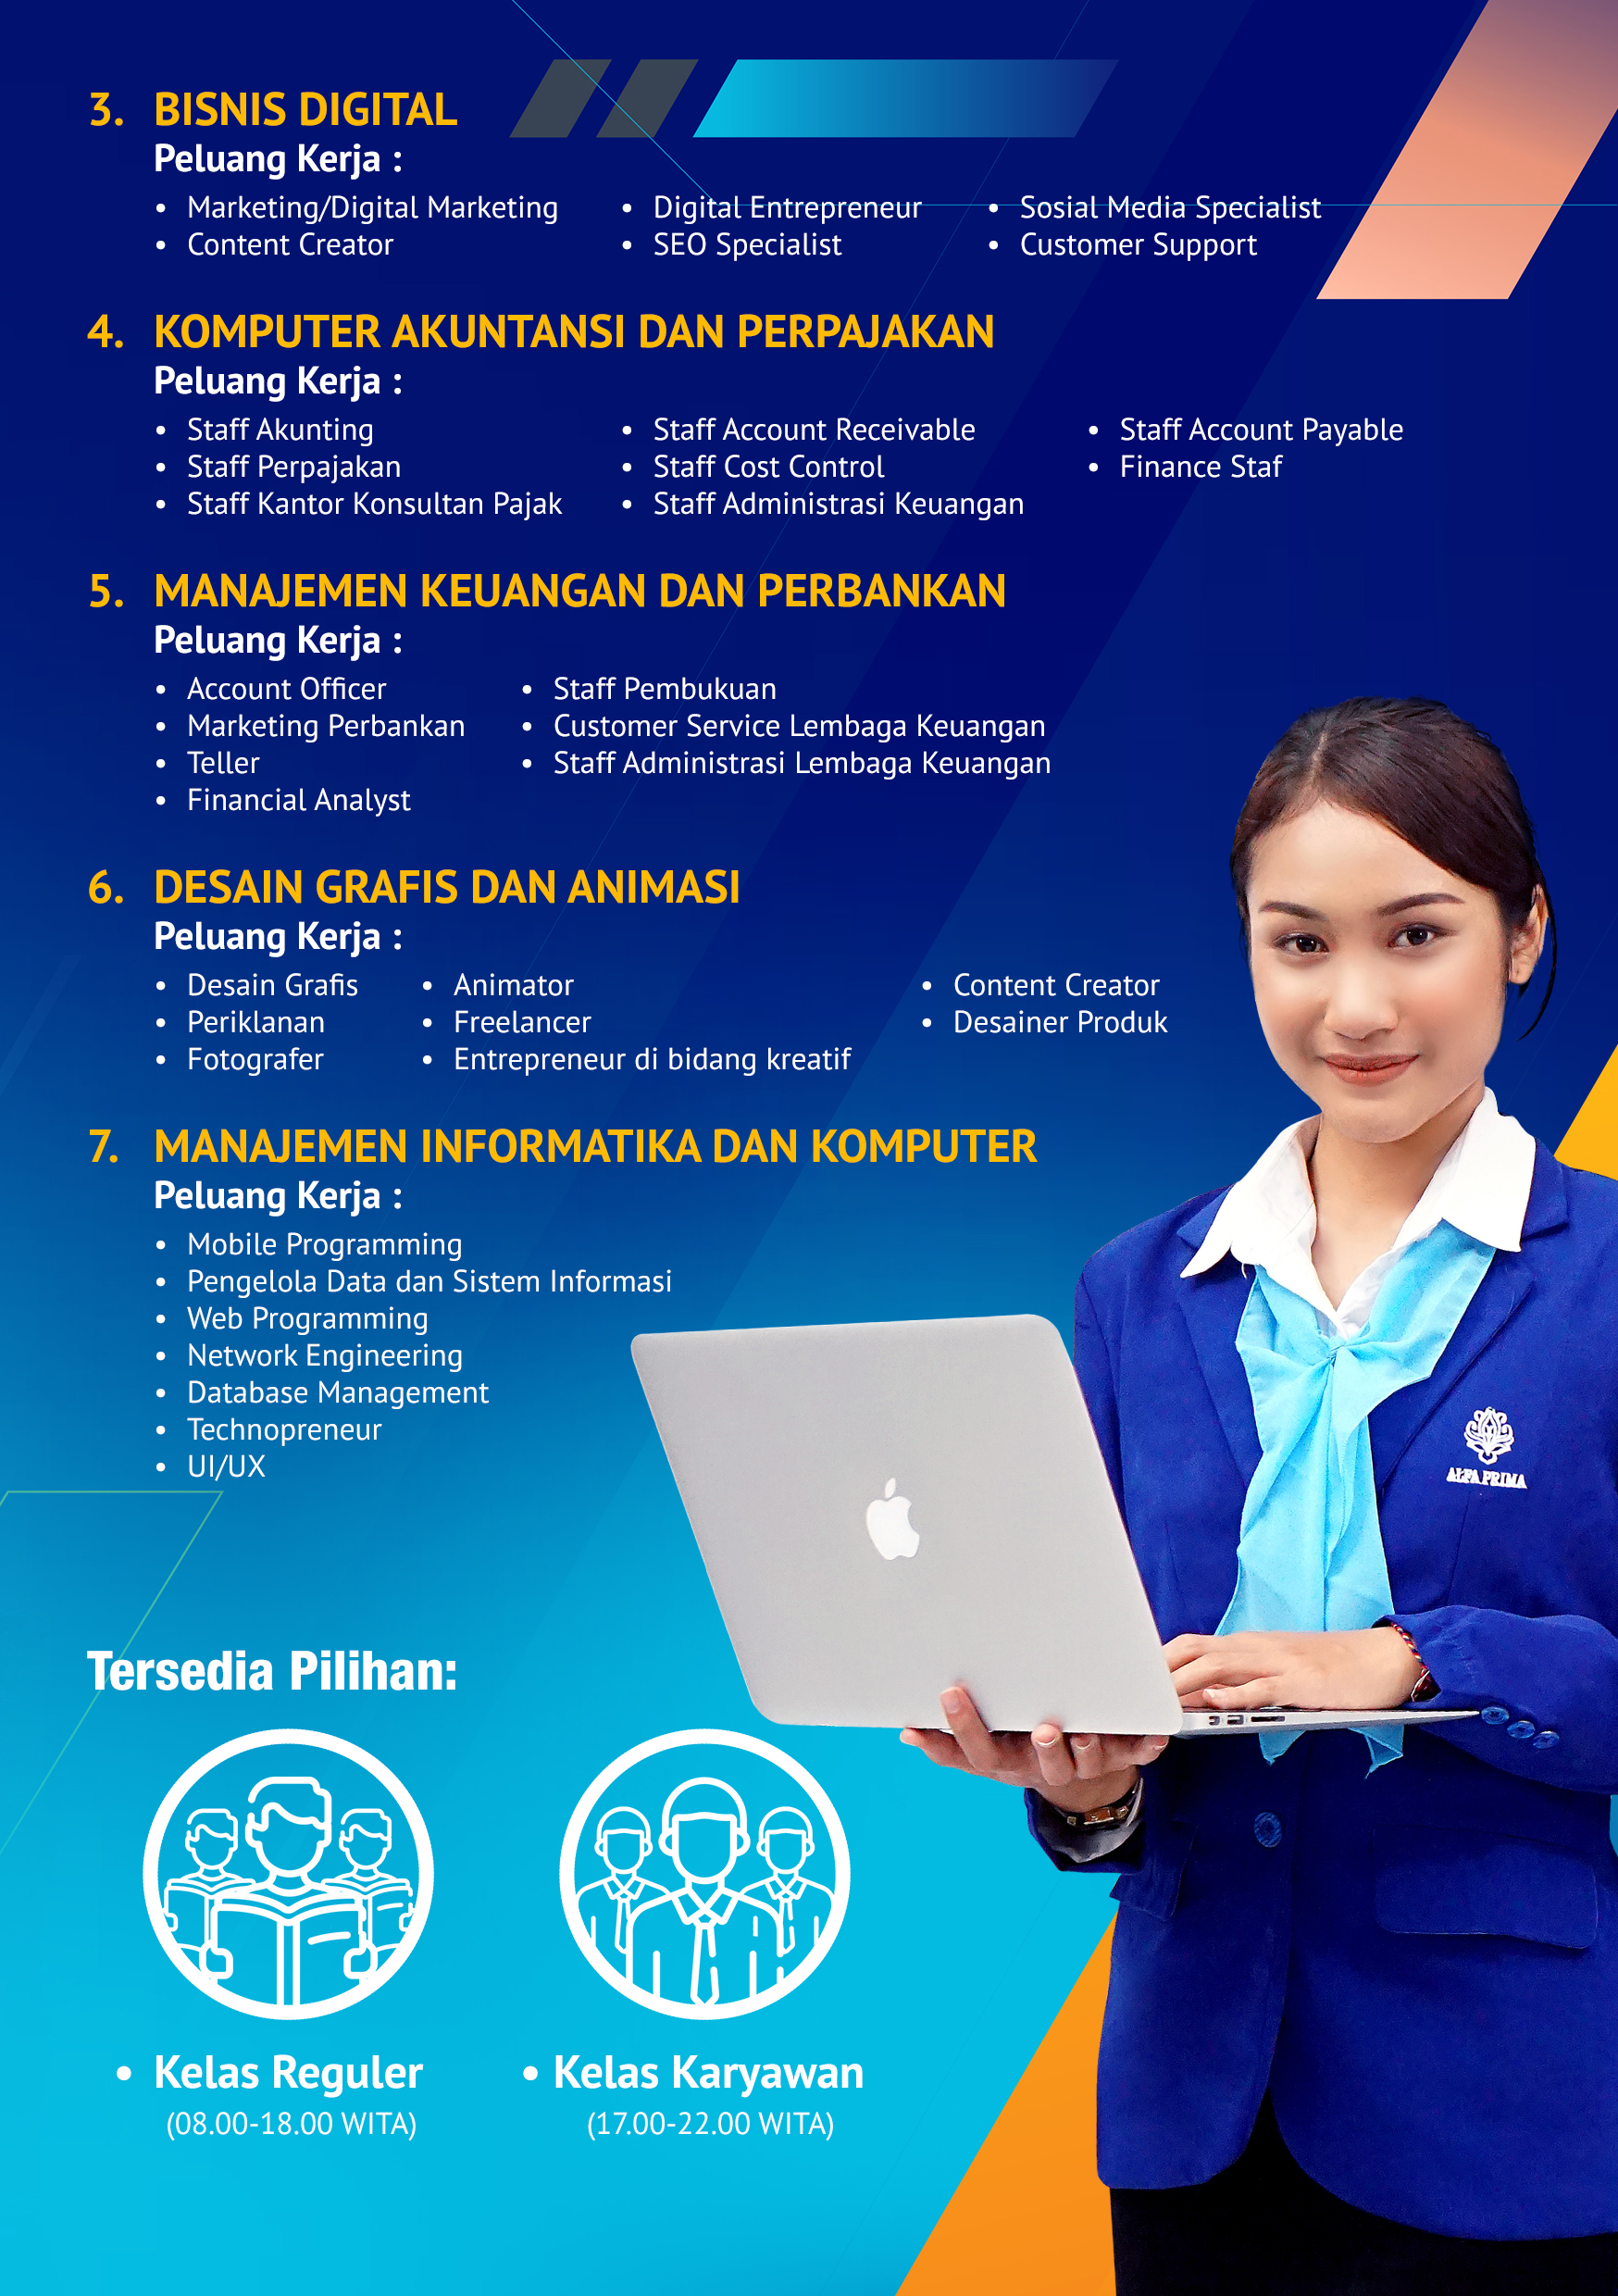 3. BISNIS DIGITAL
Peluang Kerja :
• Marketing/Digital Marketing
• Content Creator
• Digital Entrepreneur
• SEO Specialist
• Sosial Media Specialist
• Customer Support
4. KOMPUTER AKUNTANSI DAN PERPAJAKAN
Peluang Kerja :
• Staff Akunting
• Staff Perpajakan
• Staff Kantor Konsultan Pajak
• Staff Account Receivable
• Staff Cost Control
• Staff Administrasi Keuangan
• Staff Account Payable
• Finance Staf
5. MANAJEMEN KEUANGAN DAN PERBANKAN
Peluang Kerja :
• Account Officer
• Marketing Perbankan
• Teller
• Financial Analyst
• Staff Pembukuan
• Customer Service Lembaga Keuangan
• Staff Administrasi Lembaga Keuangan
6. DESAIN GRAFIS DAN ANIMASI
Peluang Kerja :
• Desain Grafis
• Periklanan
• Fotografer
• Animator
• Freelancer
• Entrepreneur di bidang kreatif
• Content Creator
• Desainer Produk
7. MANAJEMEN INFORMATIKA DAN KOMPUTER
Peluang Kerja :
• Mobile Programming
• Pengelola Data dan Sistem Informasi
• Web Programming
• Network Engineering
• Database Management
• Technopreneur
• UI/UX
ALFA PRIMA
Tersedia Pilihan:
• Kelas Reguler
(08.00-18.00 WITA)
• Kelas Karyawan
(17.00-22.00 WITA)